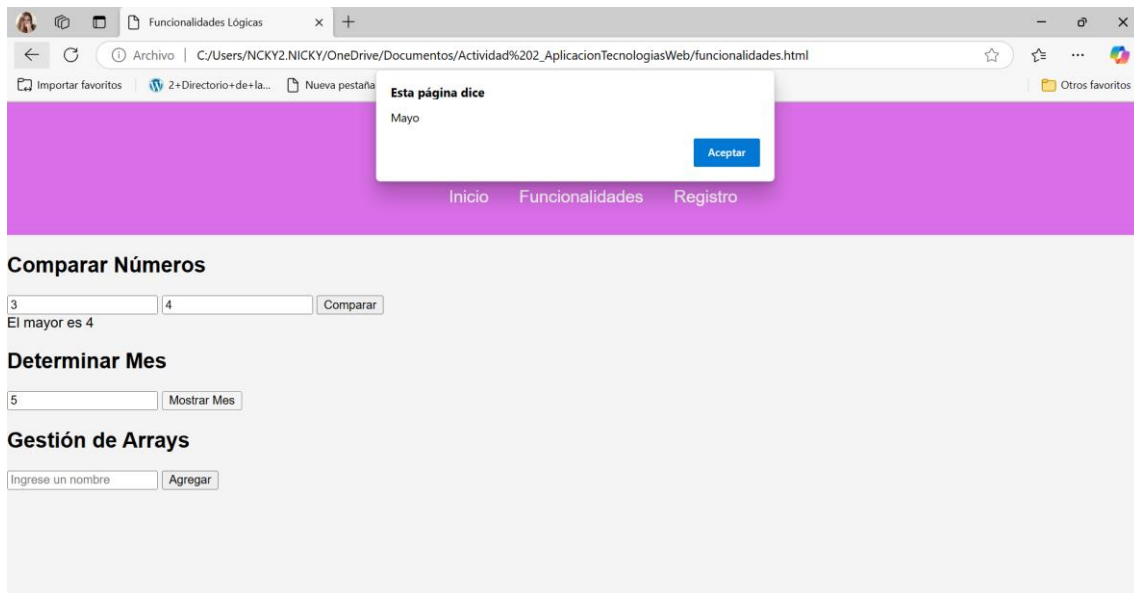 Funcionalidades Lógicas
Archivo | C:/Users/NCKY2.NICKY/OneDrive/Documentos/Actividad%202_AplicacionTecnologiasWeb/funcionalidades.html
Importar favoritos 2+Directorio+de+la... Nueva pestaña Otros favoritos
Esta página dice
Mayo
Aceptar
Inicio Funcionalidades Registro
Comparar Números
3 4 Comparar
El mayor es 4
Determinar Mes
5 Mostrar Mes
Gestión de Arrays
Ingrese un nombre Agregar